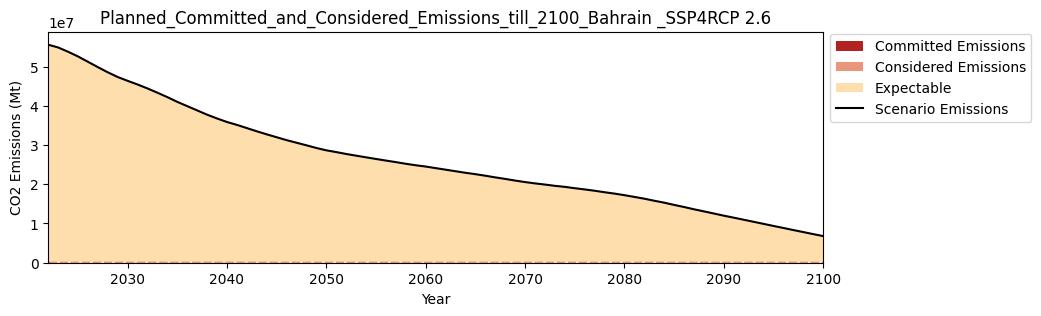 Planned_Committed_and_Considered_Emissions_till_2100_Bahrain _SSP4RCP 2.6
1e7
CO2 Emissions (Mt)
5
4
3
2
1
0
2030 2040 2050 2060 2070 2080 2090 2100
Year
Committed Emissions
Considered Emissions
Expectable
Scenario Emissions